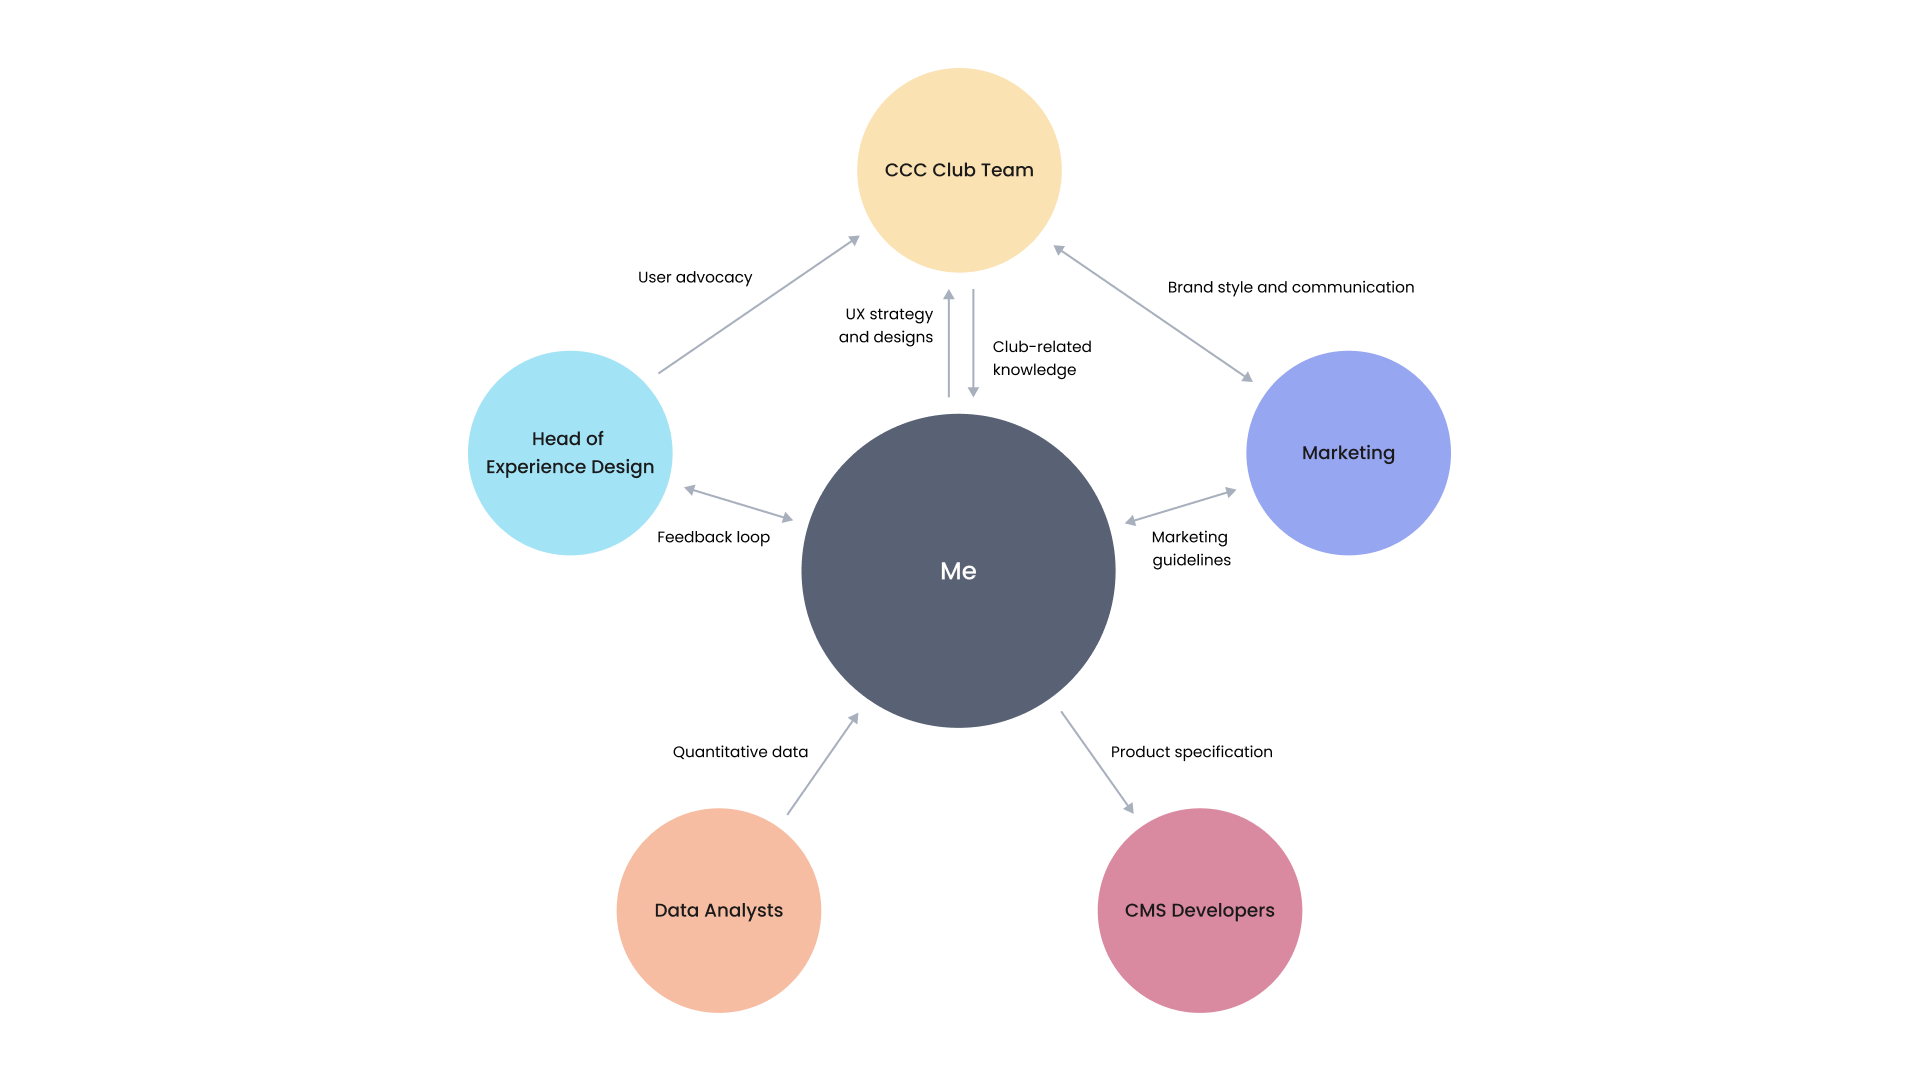 CCC Club Team
User advocacy
Brand style and communication
UX strategy
and designs
Club-related
knowledge
Head of
Experience Design
Marketing
Feedback loop
Marketing
guidelines
Me
Quantitative data
Product specification
Data Analysts
CMS Developers